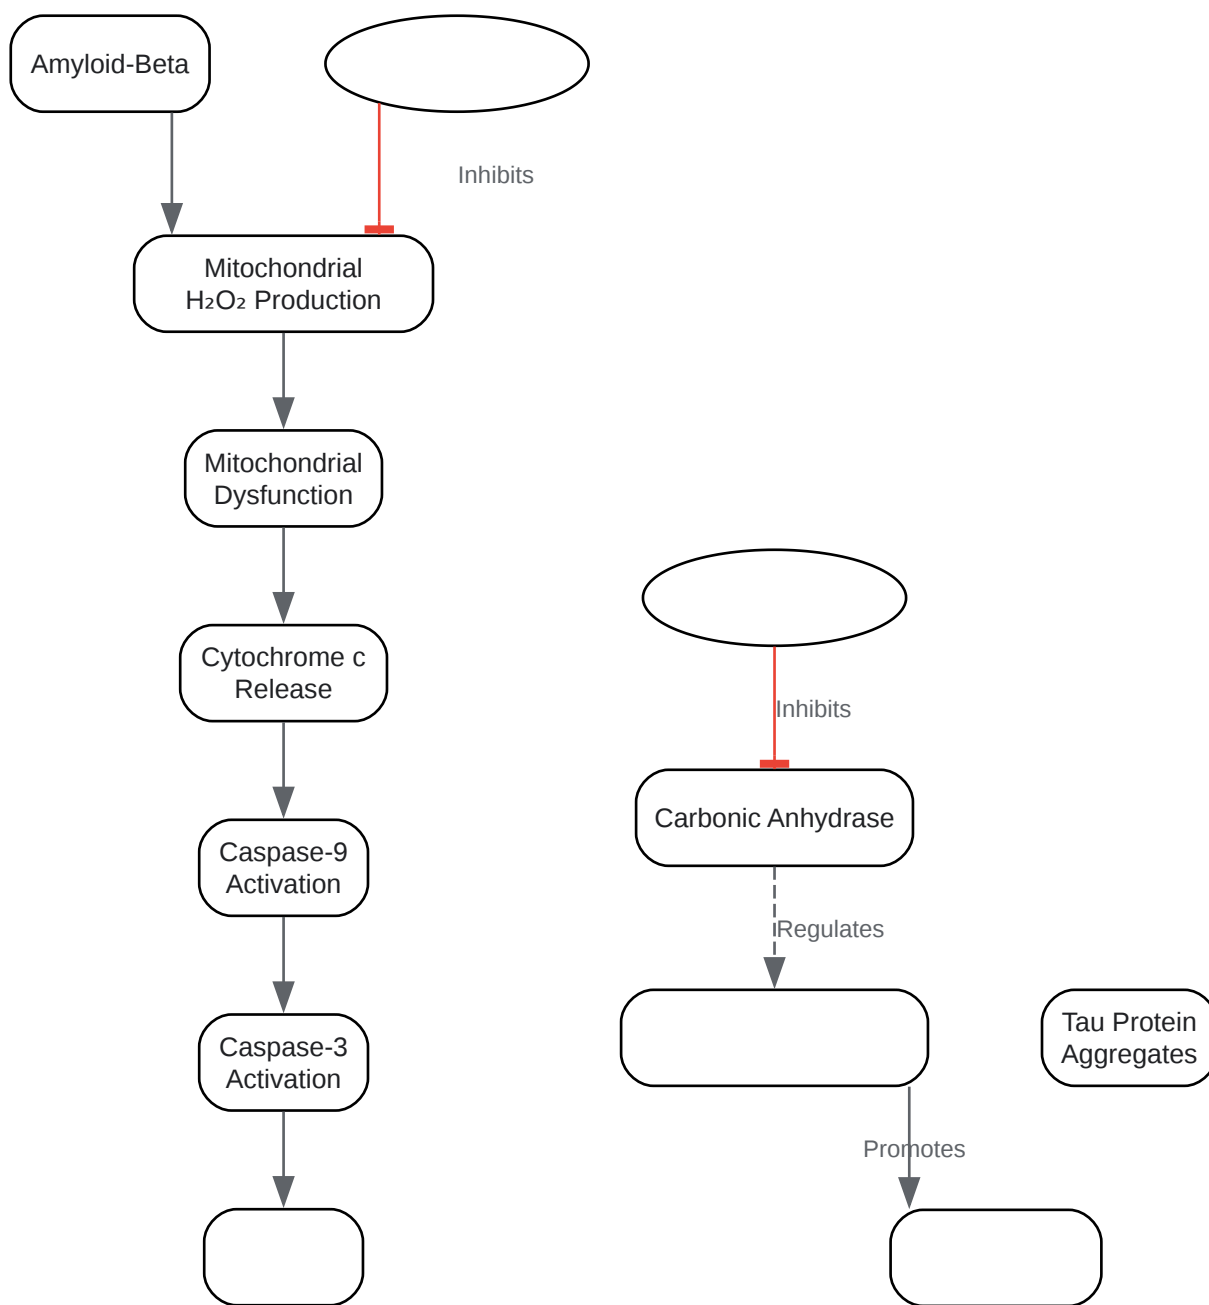 Amyloid-Beta
Inhibits
Mitochondrial
H₂O₂ Production
Mitochondrial
Dysfunction
Cytochrome c
Release
Inhibits
Carbonic Anhydrase
Caspase-9
Activation
Regulates
Caspase-3
Activation
Tau Protein
Aggregates
Promotes